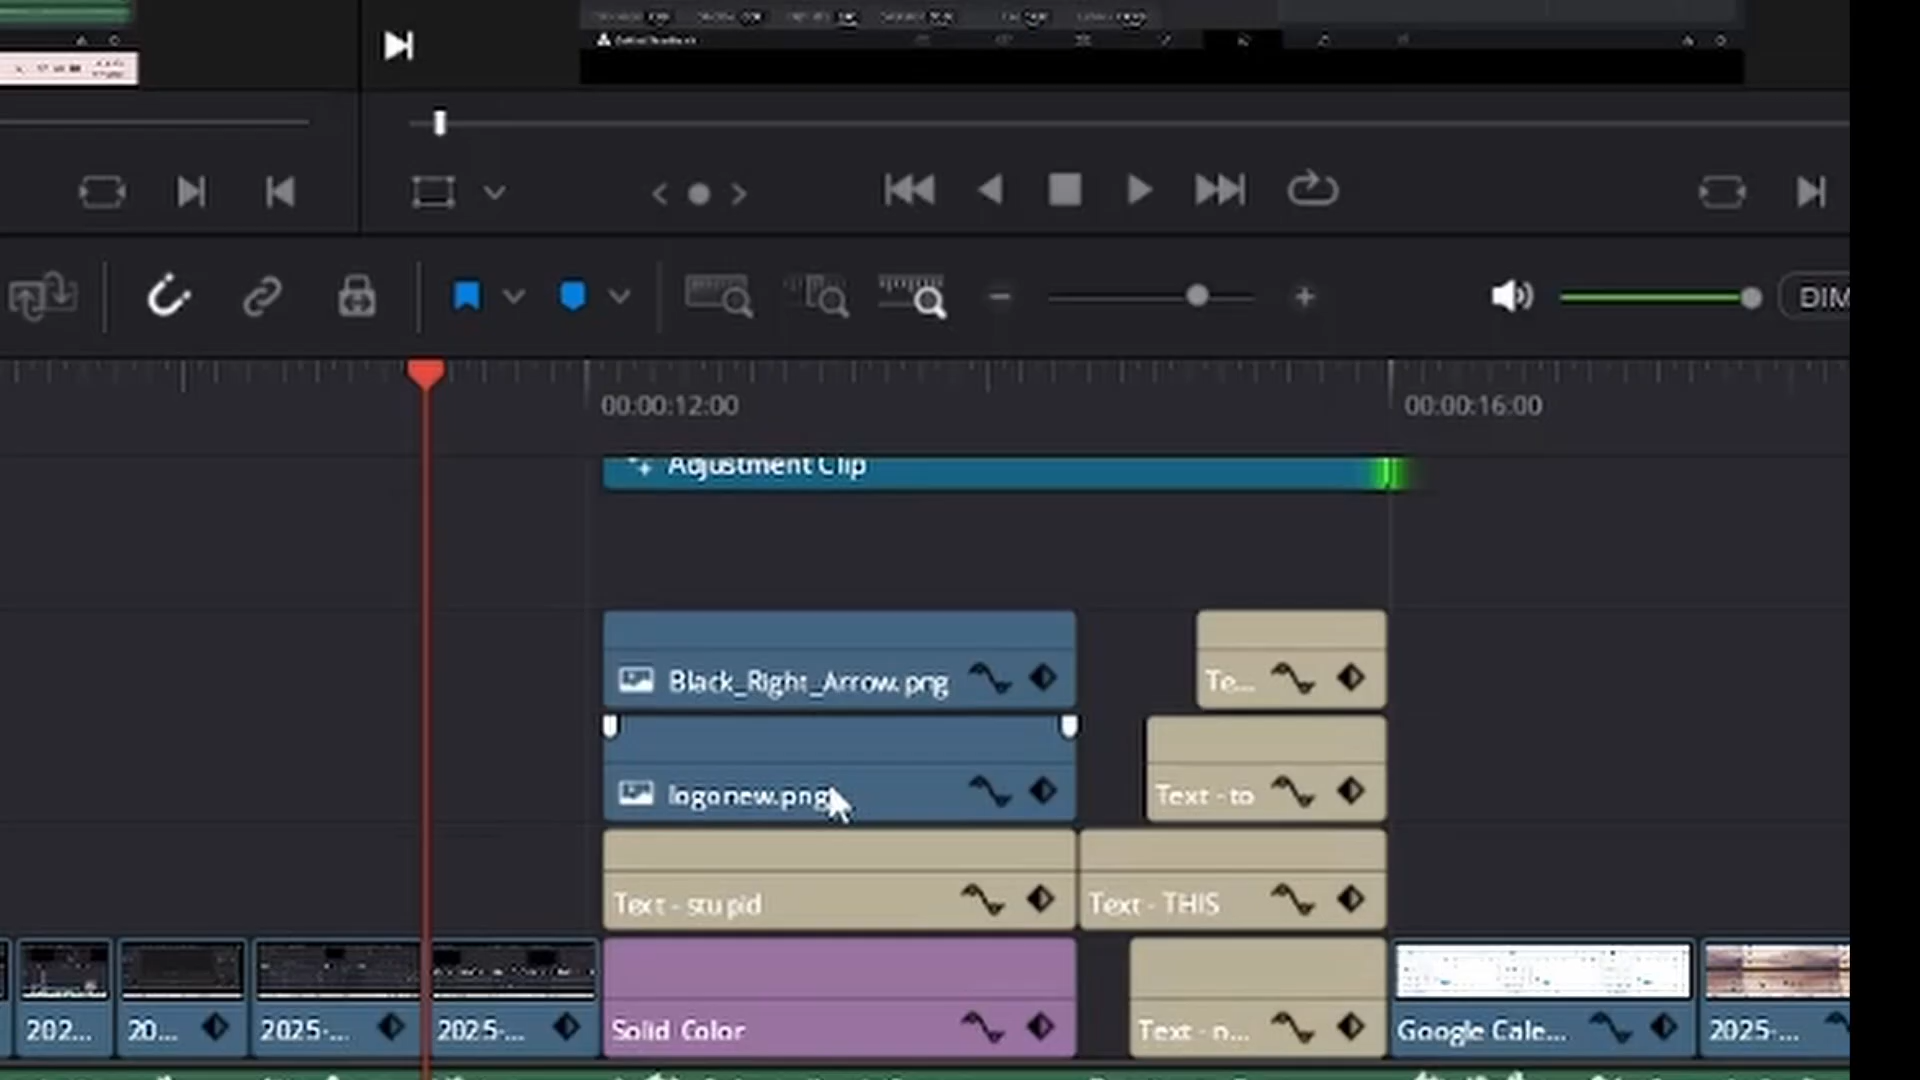 DIM
00:00:12:00
00:00:16:00
Adjustment Clip
Black_Right_Arrow.png
Te...
logonew.png
Text - to
Text - stupid
Text - THIS
202...
20...
2025-...
2025-...
Solid Color
Text - n...
Google Cale...
2025-...